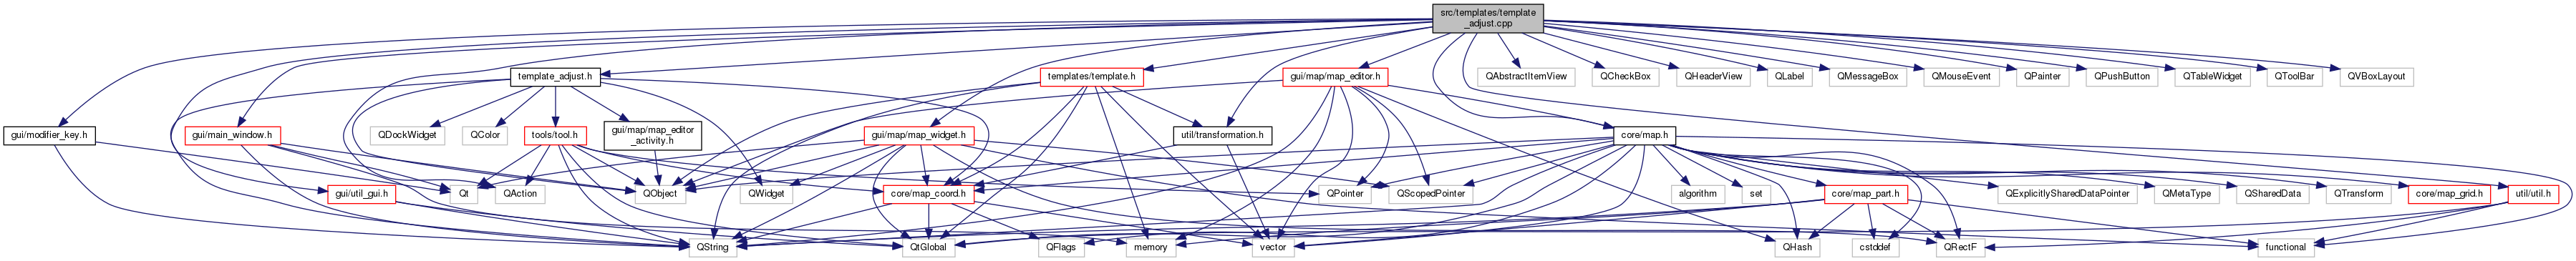 src/templates/template
_adjust.cpp
template_adjust.h
templates/template.h
gui/map/map_editor.h
QAbstractItemView
QCheckBox
QHeaderView
QLabel
QMessageBox
QMouseEvent
QPainter
QPushButton
QTableWidget
QToolBar
QVBoxLayout
gui/modifier_key.h
gui/main_window.h
QDockWidget
QColor
tools/tool.h
gui/map/map_editor
_activity.h
gui/map/map_widget.h
util/transformation.h
core/map.h
gui/util_gui.h
Qt
QAction
QObject
QWidget
core/map_coord.h
QPointer
QScopedPointer
algorithm
set
core/map_part.h
QExplicitlySharedDataPointer
QMetaType
QSharedData
QTransform
core/map_grid.h
util/util.h
QString
QtGlobal
QFlags
memory
vector
QHash
cstddef
QRectF
functional